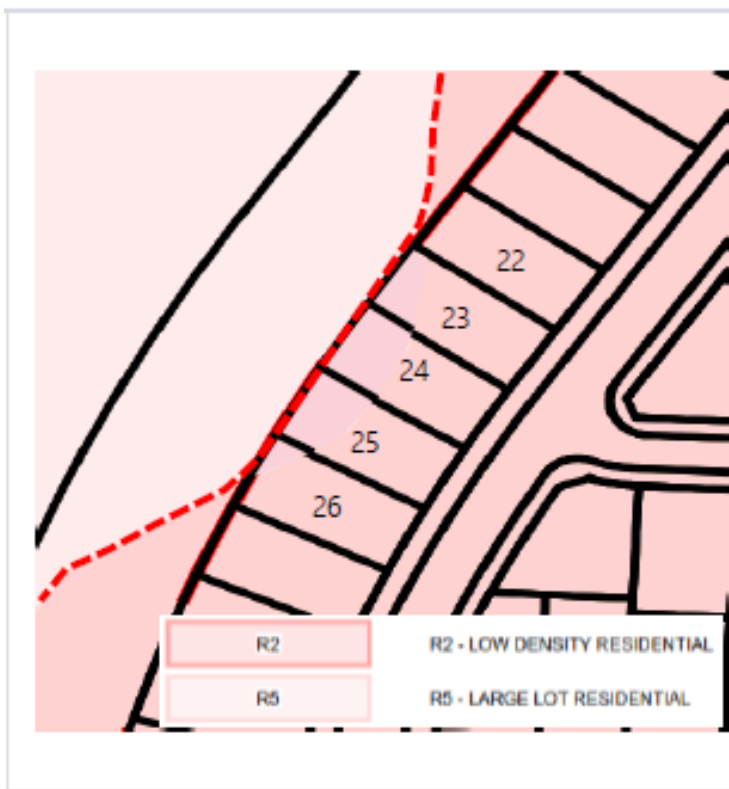 22
23
24
25
26
R2 R2 - LOW DENSITY RESIDENTIAL
R5 R5 - LARGE LOT RESIDENTIAL